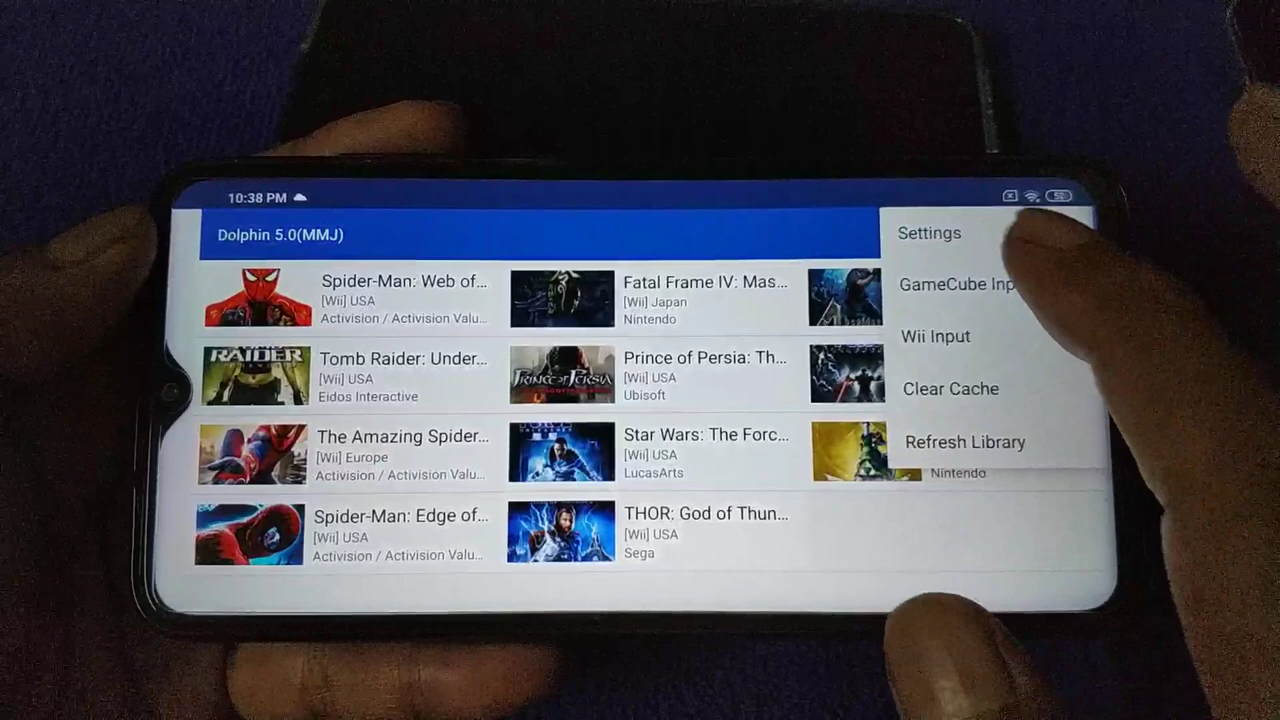 10:38 PM
Dolphin 5.0(MMJ)
Spider-Man: Web of...
[Wii] USA
Activision / Activision Valu...
Fatal Frame IV: Mas...
[Wii] Japan
Nintendo
RAIDER
Tomb Raider: Under...
[Wii] USA
Eidos Interactive
PRINCE OF PERSIA
Prince of Persia: Th...
[Wii] USA
Ubisoft
The Amazing Spider...
[Wii] Europe
Activision / Activision Valu...
Star Wars: The Forc...
[Wii] USA
LucasArts
Nintendo
Spider-Man: Edge of...
[Wii] USA
Activision / Activision Valu...
THOR: God of Thun...
[Wii] USA
Sega
Settings
GameCube Inp
Wii Input
Clear Cache
Refresh Library